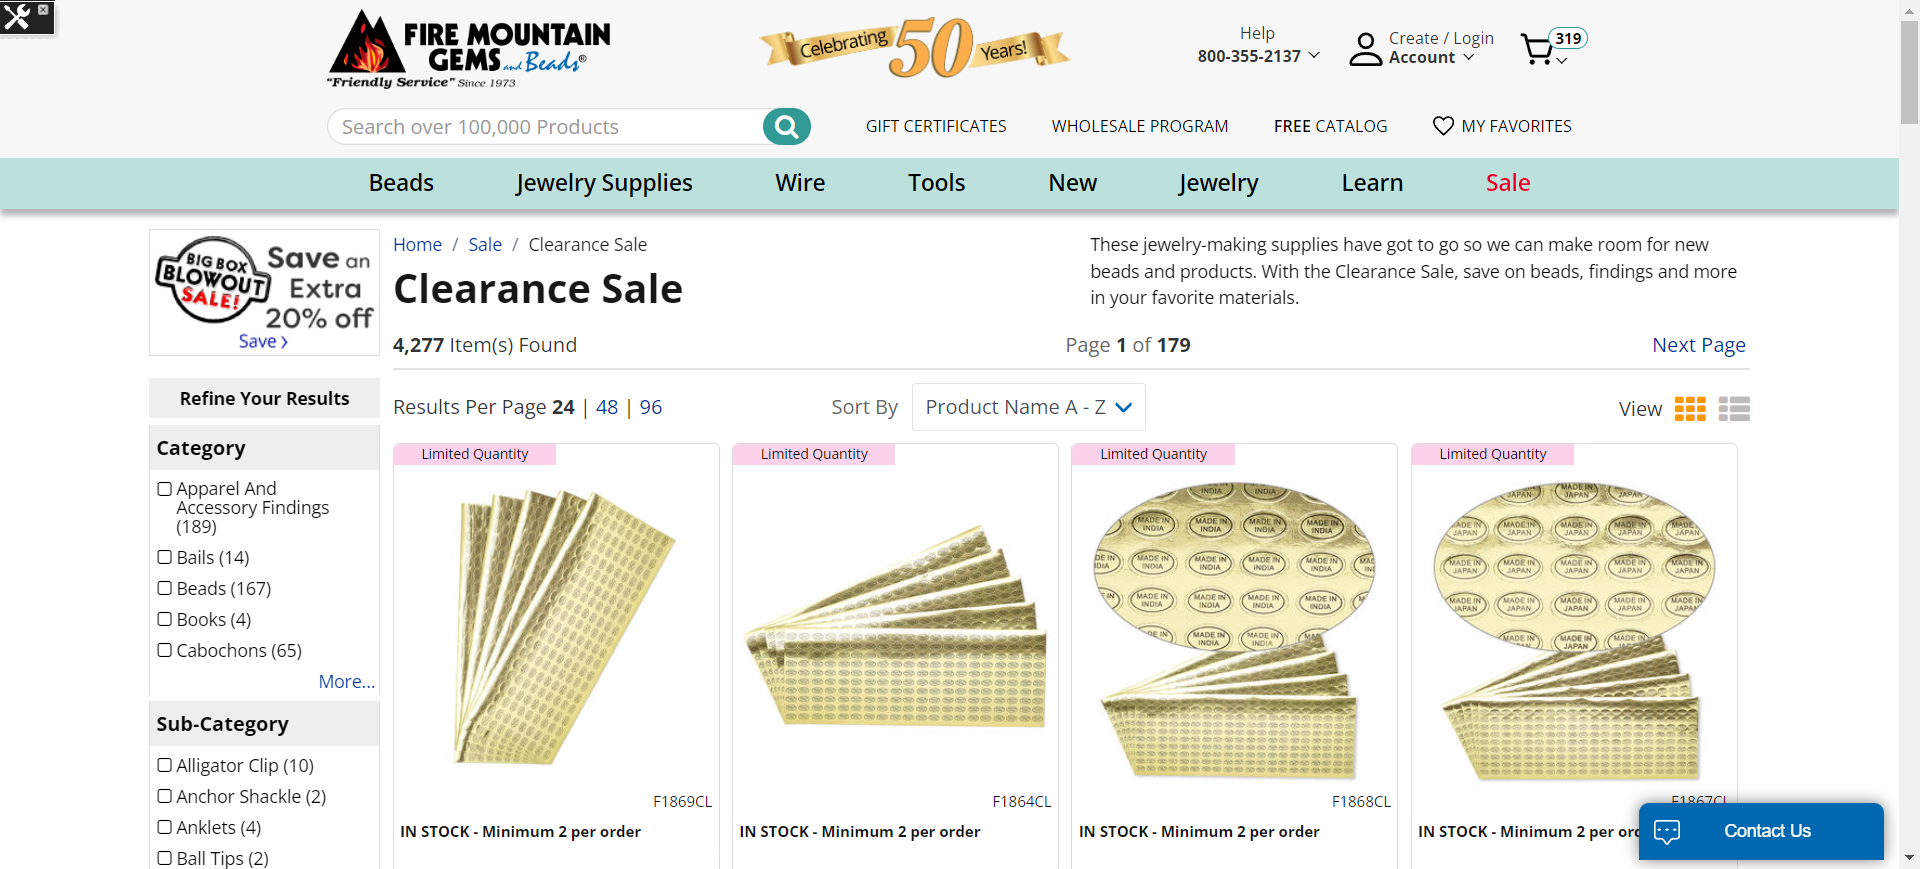 FIRE MOUNTAIN
GEMS and Beads®
"Friendly Service" Since 1973
Celebrating 50 Years!
Help
800-355-2137
Create / Login
Account
319
Search over 100,000 Products
GIFT CERTIFICATES
WHOLESALE PROGRAM
FREE CATALOG
MY FAVORITES
Beads
Jewelry Supplies
Wire
Tools
New
Jewelry
Learn
Sale
BIG BOX
BLOWOUT
SALE!
Save an
Extra
20% off
Save >
Home / Sale / Clearance Sale
Clearance Sale
These jewelry-making supplies have got to go so we can make room for new
beads and products. With the Clearance Sale, save on beads, findings and more
in your favorite materials.
4,277 Item(s) Found
Page 1 of 179
Next Page
Refine Your Results
Results Per Page 24 | 48 | 96
Sort By
Product Name A - Z
View
Category
Apparel And
Accessory Findings
(189)
Bails (14)
Beads (167)
Books (4)
Cabochons (65)
More...
Sub-Category
Alligator Clip (10)
Anchor Shackle (2)
Anklets (4)
Ball Tips (2)
Limited Quantity
F1869CL
IN STOCK - Minimum 2 per order
Limited Quantity
F1864CL
IN STOCK - Minimum 2 per order
Limited Quantity
MADE IN INDIA
F1868CL
IN STOCK - Minimum 2 per order
Limited Quantity
MADE IN JAPAN
F1867CL
IN STOCK - Minimum 2 per
Contact Us